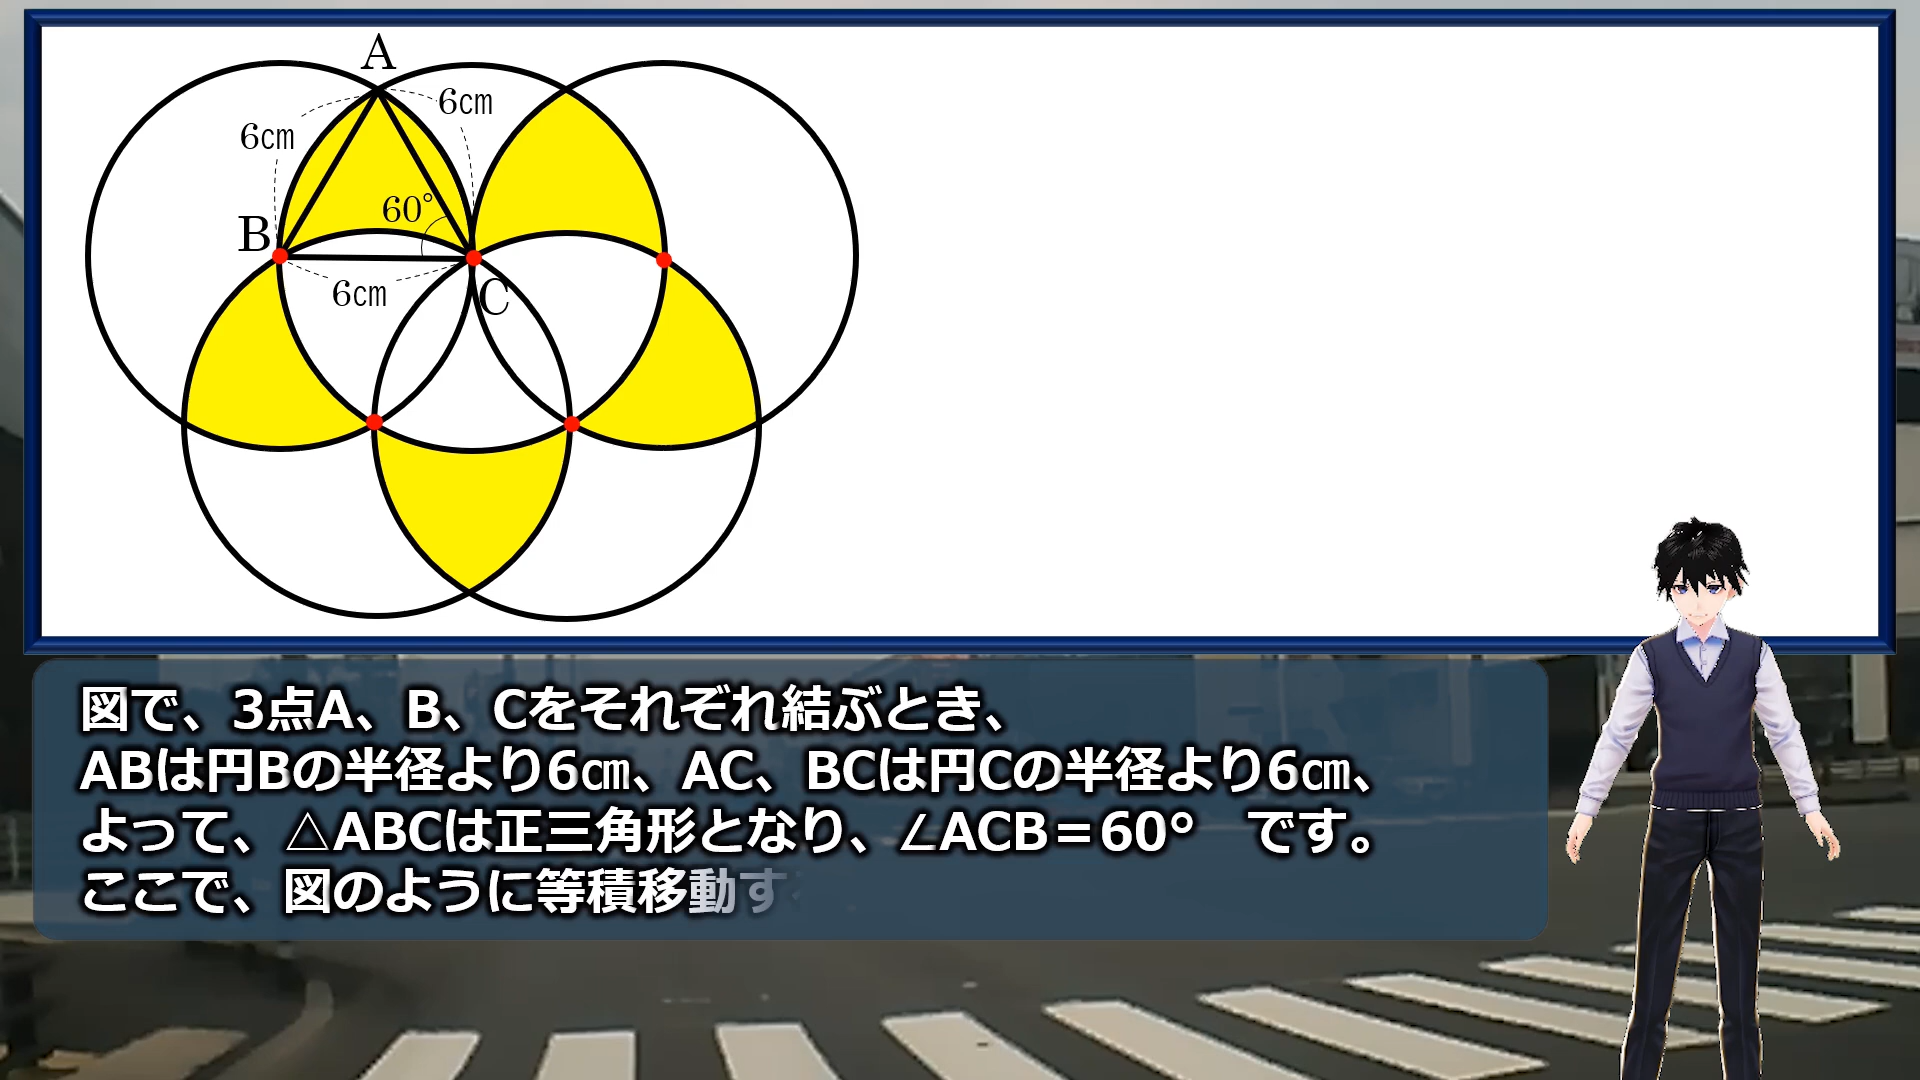 A
6㎝
6㎝
60°
B
6㎝
C
図で、3点A、B、Cをそれぞれ結ぶとき、
ABは円Bの半径より6㎝、AC、BCは円Cの半径より6㎝、
よって、△ABCは正三角形となり、∠ACB＝60°　です。
ここで、図のように等積移動す